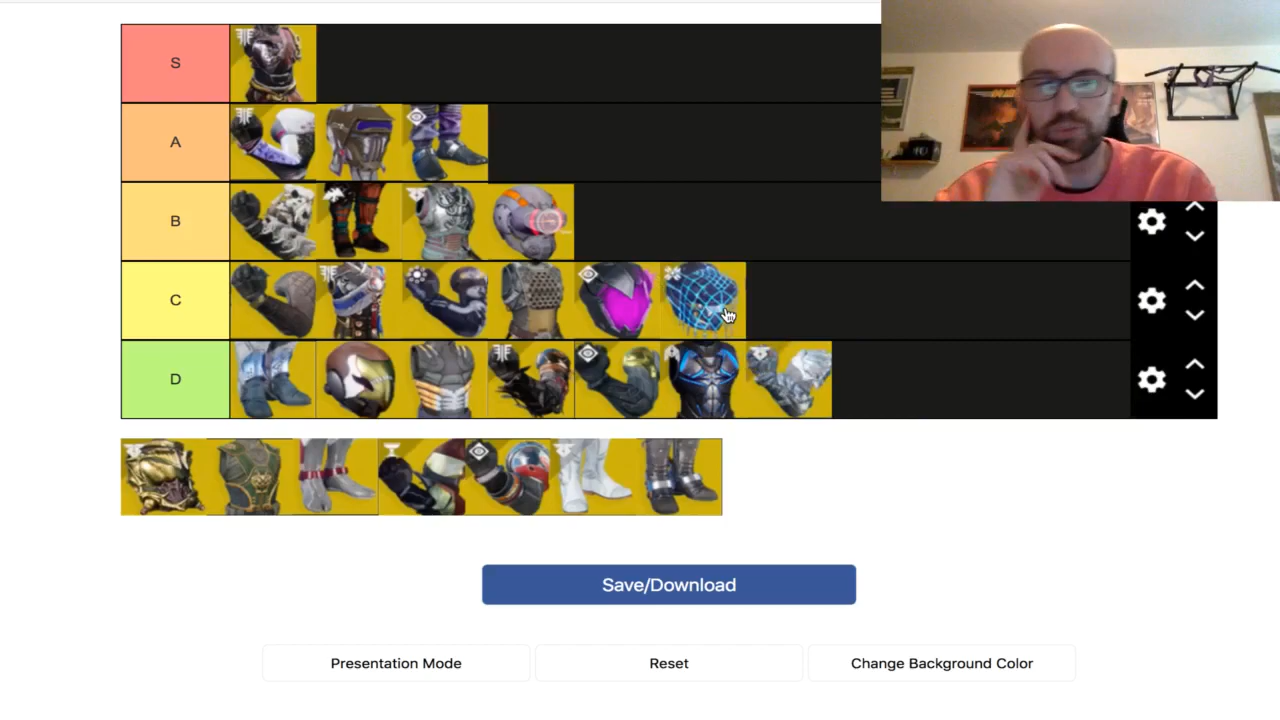 S
A
B
C
D
Save/Download
Presentation Mode
Reset
Change Background Color